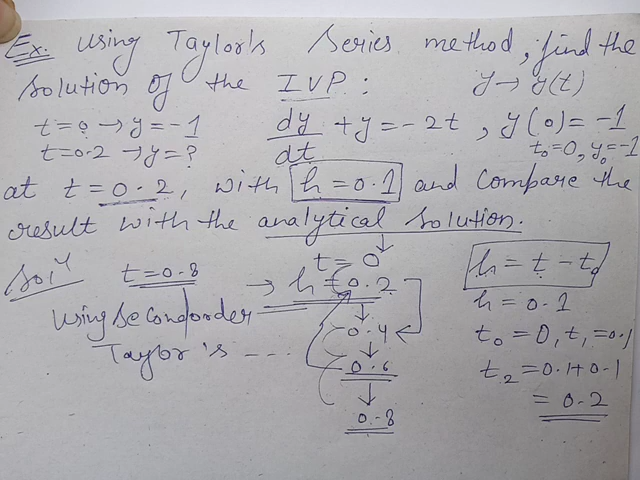 Ex. Using Taylor's Series method, find the
solution of the IVP: y → y(t)
t=0 → y=-1 dy/dt + y = -2t, y(0) = -1
t=0.2 → y=? t₀=0, y₀=-1
at t=0.2, with h=0.1 and compare the
result with the analytical solution.
Solⁿ t=0.8 t=0 h = t - t₀
→ h=0.2 h = 0.1
Using Second order 0.4 t₀=0, t₁=0.1
Taylor's --- 0.6 t₂ = 0.1+0.1
0.8 = 0.2